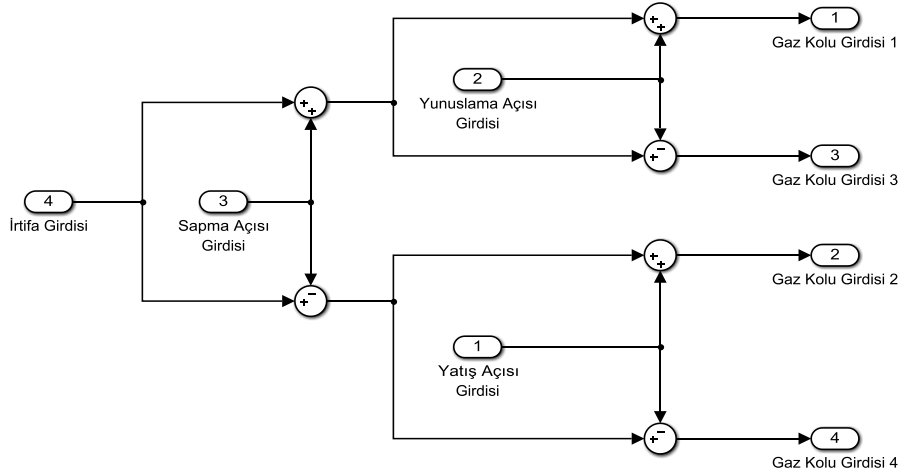 1
Gaz Kolu Girdisi 1
2
Yunuslama Açısı
Girdisi
3
Gaz Kolu Girdisi 3
4
İrtifa Girdisi
3
Sapma Açısı
Girdisi
2
Gaz Kolu Girdisi 2
1
Yatış Açısı
Girdisi
4
Gaz Kolu Girdisi 4